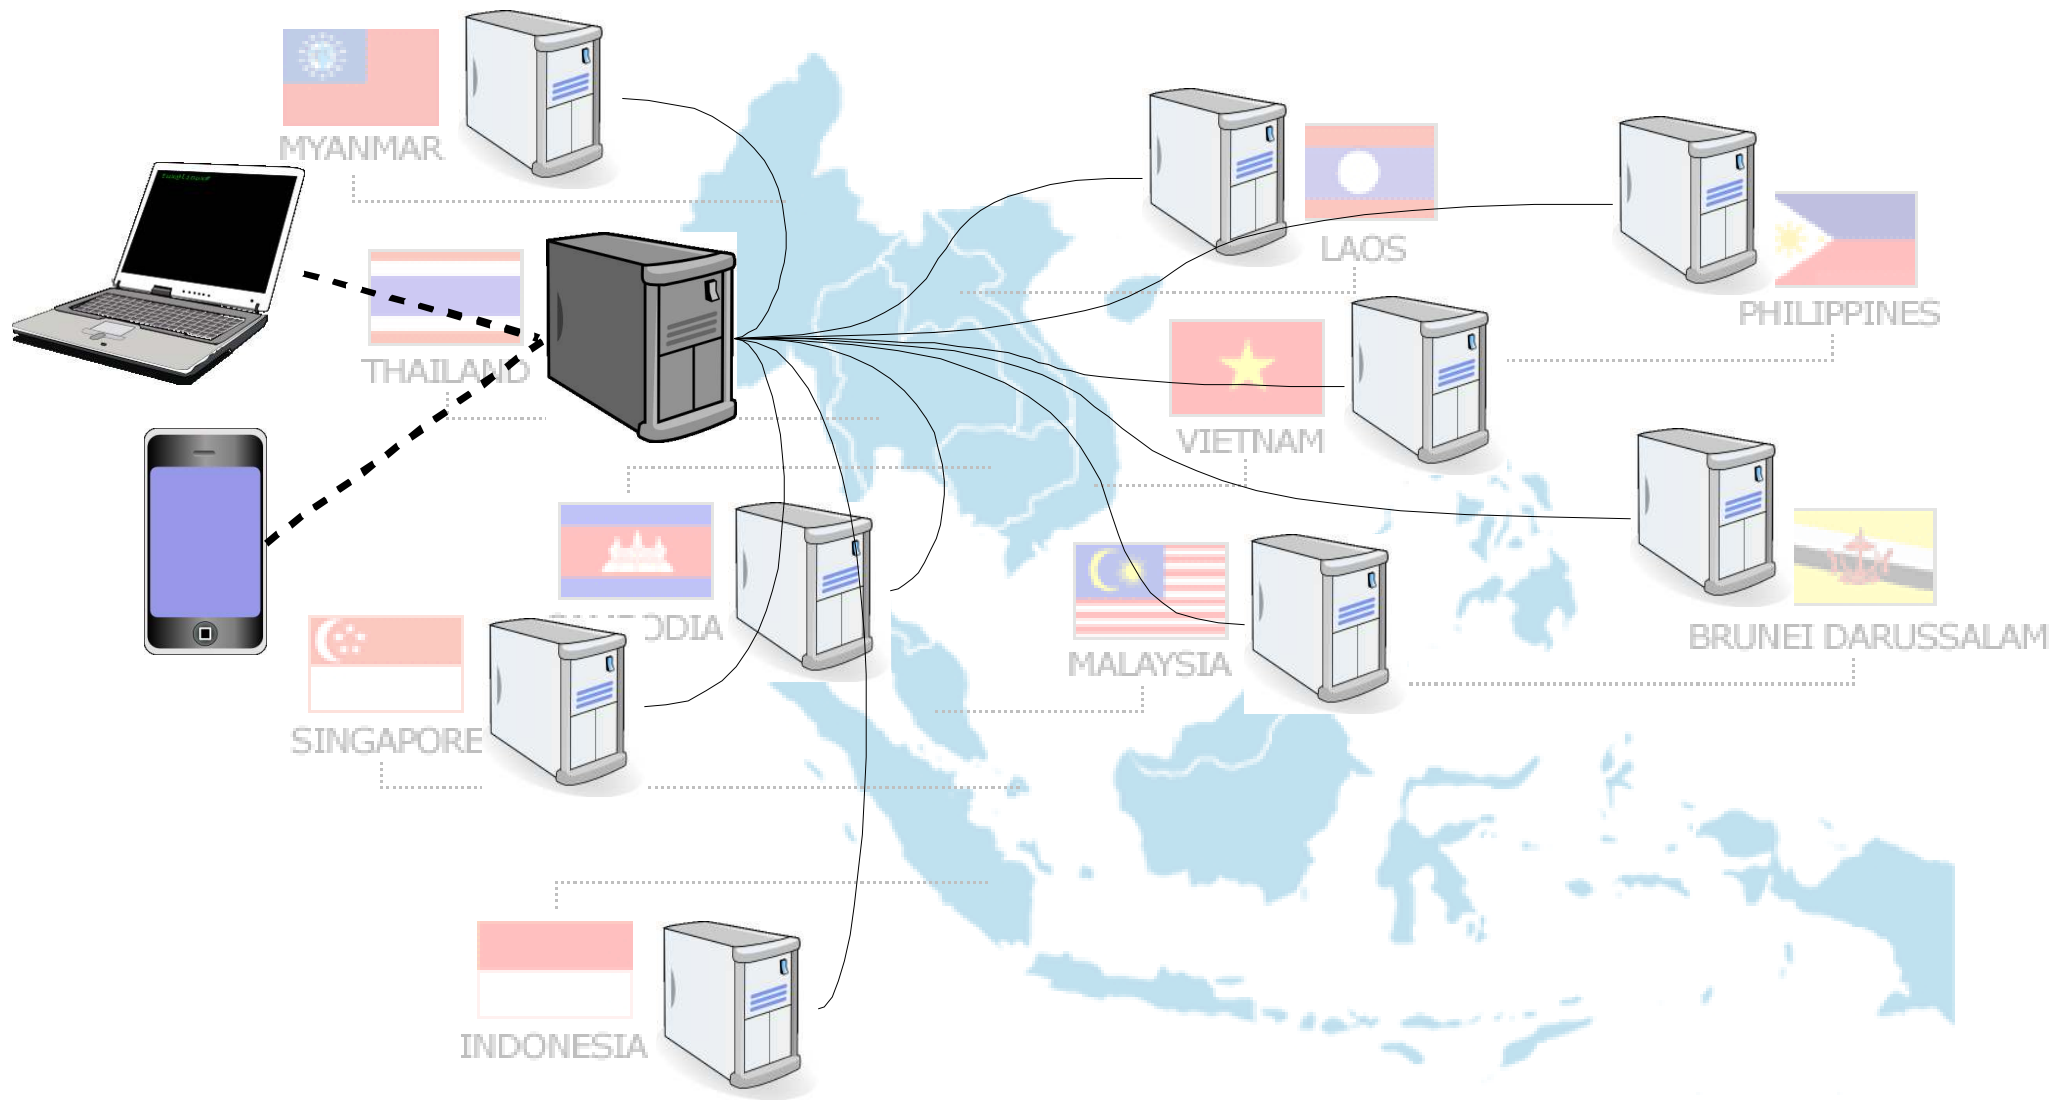 MYANMAR
THAILAND
LAOS
PHILIPPINES
VIETNAM
SINGAPORE
MALAYSIA
BRUNEI DARUSSALAM
INDONESIA